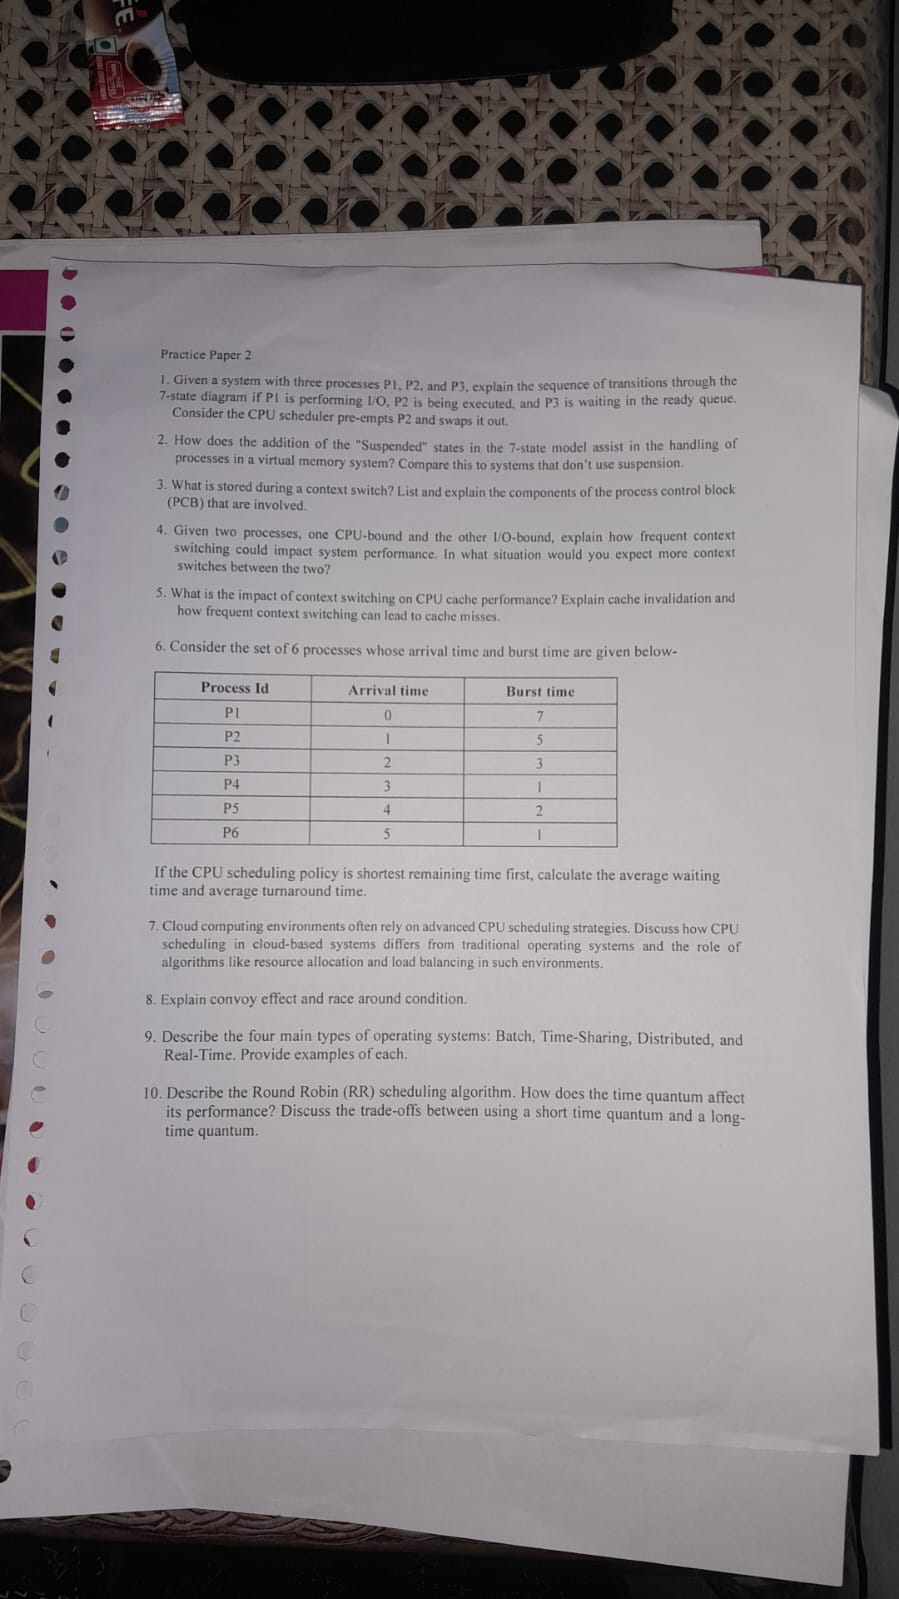 FE
Practice Paper 2
1. Given a system with three processes P1, P2, and P3, explain the sequence of transitions through the
7-state diagram if P1 is performing I/O, P2 is being executed, and P3 is waiting in the ready queue.
Consider the CPU scheduler pre-empts P2 and swaps it out.
2. How does the addition of the "Suspended" states in the 7-state model assist in the handling of
processes in a virtual memory system? Compare this to systems that don't use suspension.
3. What is stored during a context switch? List and explain the components of the process control block
(PCB) that are involved.
4. Given two processes, one CPU-bound and the other I/O-bound, explain how frequent context
switching could impact system performance. In what situation would you expect more context
switches between the two?
5. What is the impact of context switching on CPU cache performance? Explain cache invalidation and
how frequent context switching can lead to cache misses.
6. Consider the set of 6 processes whose arrival time and burst time are given below-
Process Id Arrival time Burst time
P1 0 7
P2 1 5
P3 2 3
P4 3 1
P5 4 2
P6 5 1
If the CPU scheduling policy is shortest remaining time first, calculate the average waiting
time and average turnaround time.
7. Cloud computing environments often rely on advanced CPU scheduling strategies. Discuss how CPU
scheduling in cloud-based systems differs from traditional operating systems and the role of
algorithms like resource allocation and load balancing in such environments.
8. Explain convoy effect and race around condition.
9. Describe the four main types of operating systems: Batch, Time-Sharing, Distributed, and
Real-Time. Provide examples of each.
10. Describe the Round Robin (RR) scheduling algorithm. How does the time quantum affect
its performance? Discuss the trade-offs between using a short time quantum and a long-
time quantum.